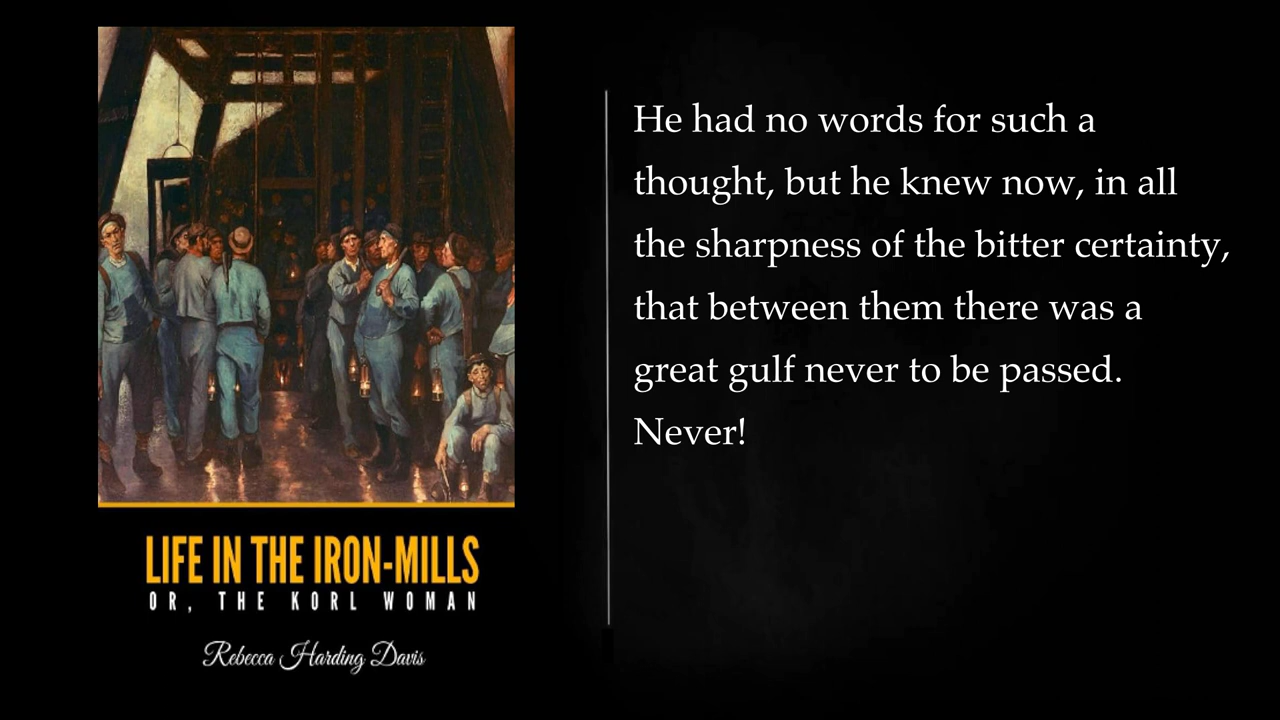 He had no words for such a
thought, but he knew now, in all
the sharpness of the bitter certainty,
that between them there was a
great gulf never to be passed.
Never!
LIFE IN THE IRON-MILLS
OR, THE KORL WOMAN
Rebecca Harding Davis